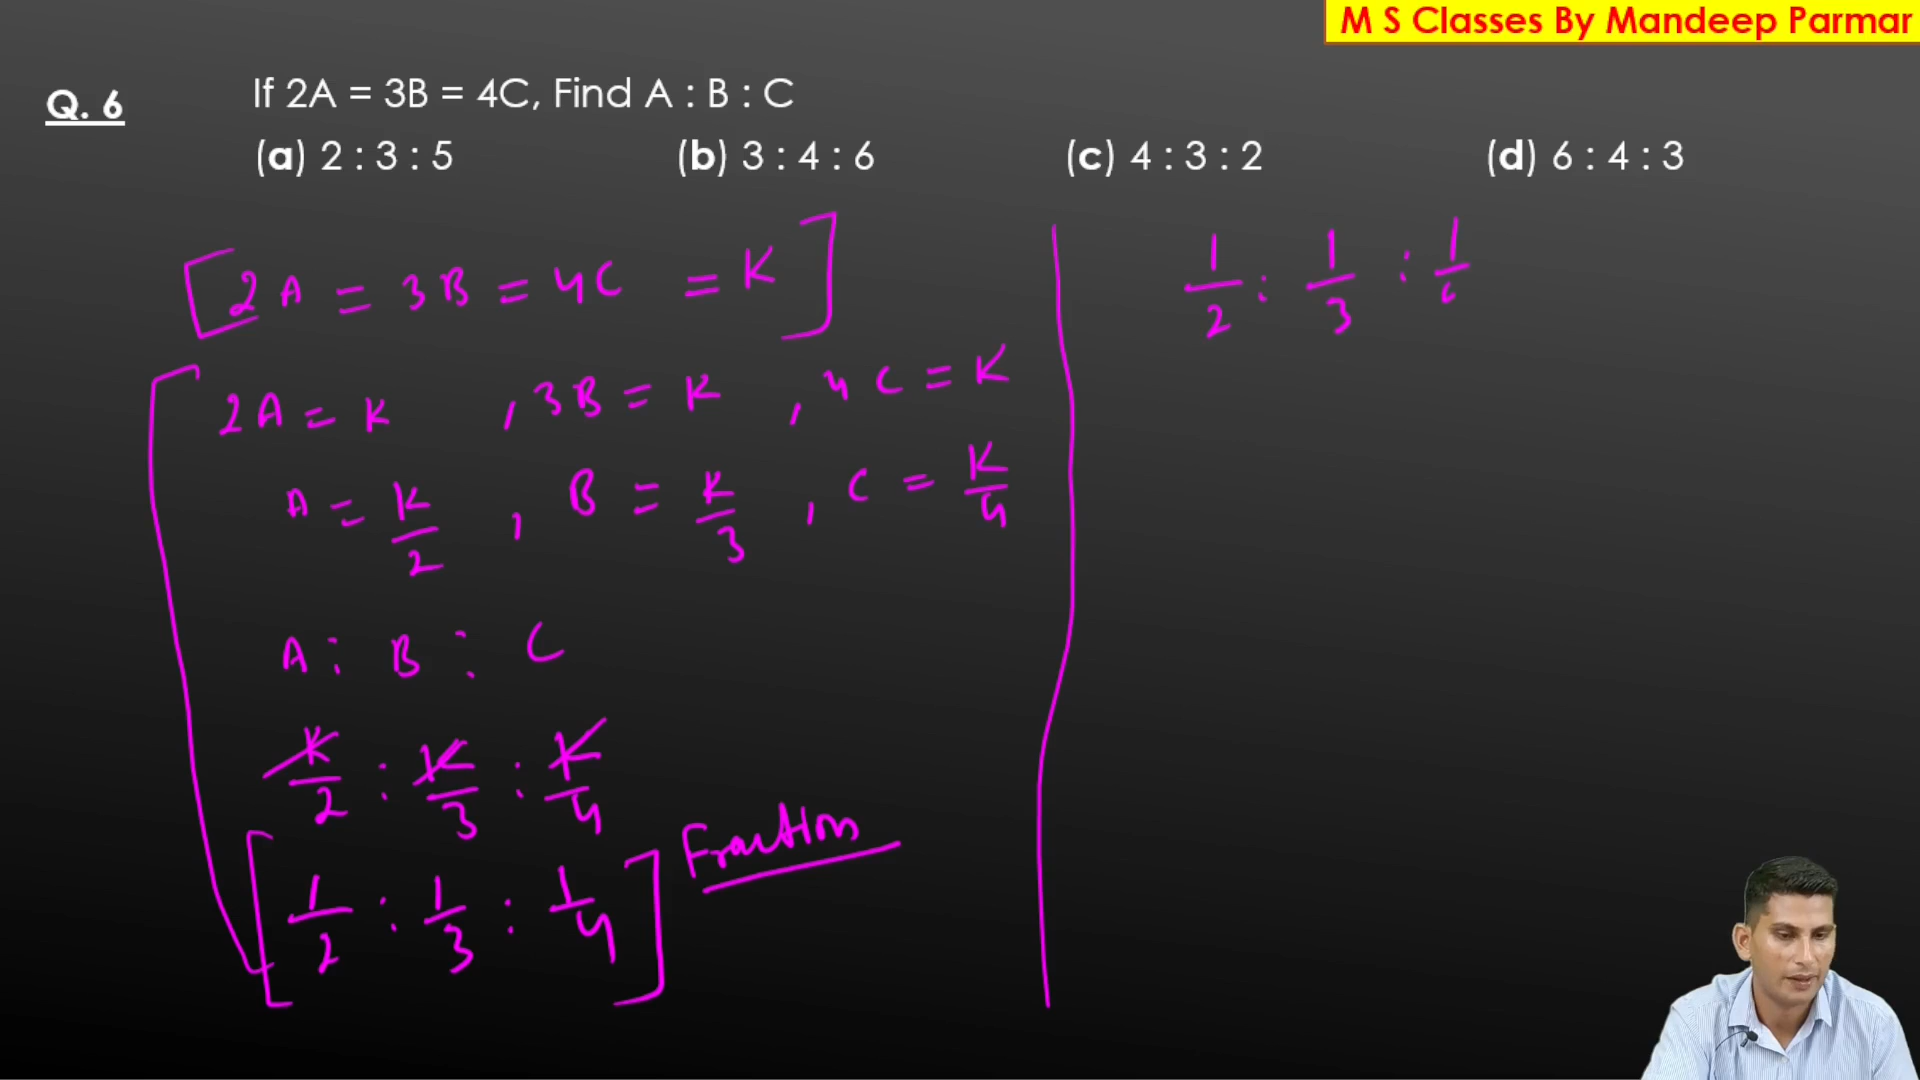 M S Classes By Mandeep Parmar
Q. 6 If 2A = 3B = 4C, Find A : B : C
(a) 2 : 3 : 5 (b) 3 : 4 : 6 (c) 4 : 3 : 2 (d) 6 : 4 : 3
[2A = 3B = 4C = K]
2A = K , 3B = K , 4C = K
A = K/2 , B = K/3 , C = K/4
A : B : C
K/2 : K/3 : K/4
[1/2 : 1/3 : 1/4] Fraction
1/2 : 1/3 : 1/